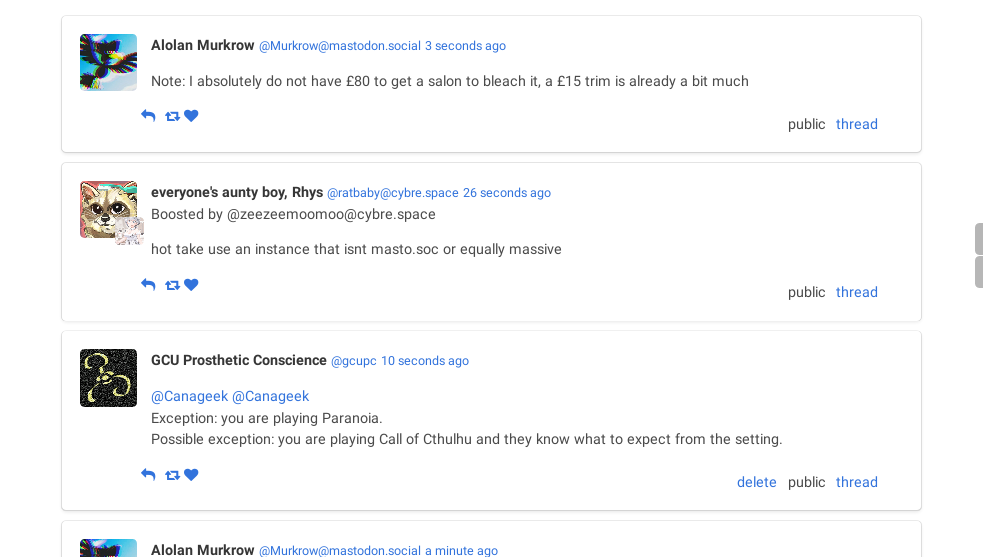 Alolan Murkrow @Murkrow@mastodon.social 3 seconds ago
Note: I absolutely do not have £80 to get a salon to bleach it, a £15 trim is already a bit much
public thread
everyone's aunty boy, Rhys @ratbaby@cybre.space 26 seconds ago
Boosted by @zeezeemoomoo@cybre.space
hot take use an instance that isnt masto.soc or equally massive
public thread
GCU Prosthetic Conscience @gcupc 10 seconds ago
@Canageek @Canageek
Exception: you are playing Paranoia.
Possible exception: you are playing Call of Cthulhu and they know what to expect from the setting.
delete public thread
Alolan Murkrow @Murkrow@mastodon.social a minute ago